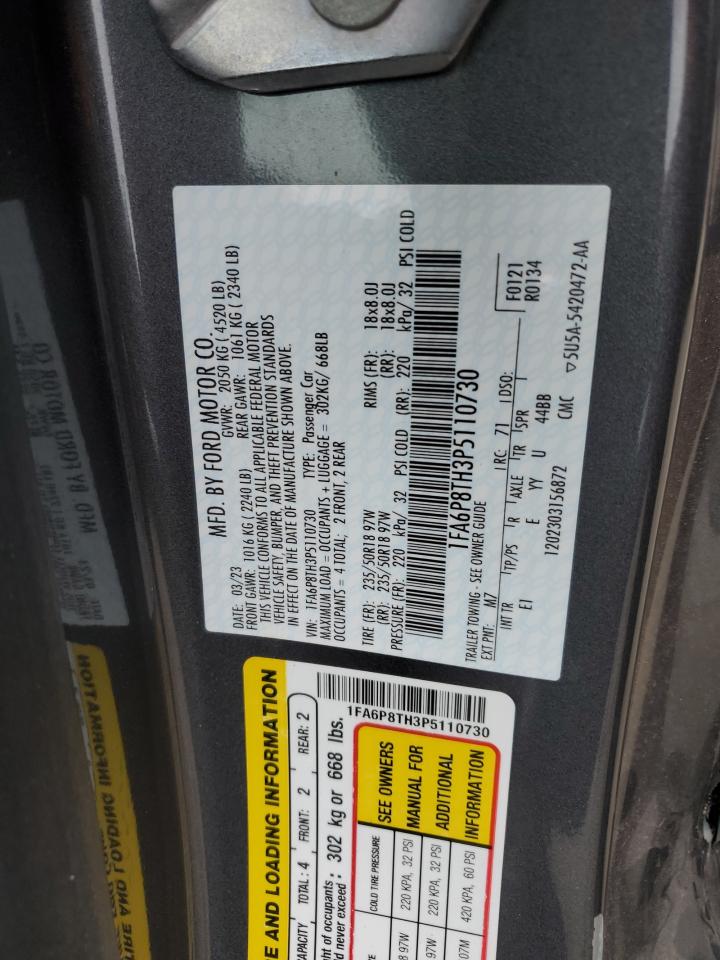 MFD. BY FORD MOTOR CO.
DATE: 03/23 GVWR: 2050 KG ( 4520 LB)
FRONT GAWR: 1016 KG ( 2240 LB) REAR GAWR: 1061 KG ( 2340 LB)
THIS VEHICLE CONFORMS TO ALL APPLICABLE FEDERAL MOTOR
VEHICLE SAFETY, BUMPER, AND THEFT PREVENTION STANDARDS
IN EFFECT ON THE DATE OF MANUFACTURE SHOWN ABOVE.
VIN: 1FA6P8TH3P5110730 TYPE: Passenger Car
MAXIMUM LOAD = OCCUPANTS + LUGGAGE = 302KG/ 668LB
OCCUPANTS = 4 TOTAL; 2 FRONT, 2 REAR
TIRE (FR): 235/50R18 97W RIMS (FR): 18x8.0J
(RR): 235/50R18 97W (RR): 18x8.0J
PRESSURE (FR): 220 kPa/ 32 PSI COLD (RR): 220 kPa/ 32 PSI COLD
1FA6P8TH3P5110730
TRAILER TOWING - SEE OWNER GUIDE
EXT PNT: M7 RC: 71 DSO: F0121
R0134
INT TR TP/PS R AXLE TR SPR
EI E YY U 44BB
1202303156872 CMC ▽5U5A-5420472-AA
E AND LOADING INFORMATION
CAPACITY TOTAL: 4 FRONT: 2 REAR: 2
ht of occupants
d never exceed : 302 kg or 668 lbs.
1FA6P8TH3P5110730
COLD TIRE PRESSURE SEE OWNERS
8 97W 220 KPA, 32 PSI MANUAL FOR
97W 220 KPA, 32 PSI ADDITIONAL
07M 420 KPA, 60 PSI INFORMATION